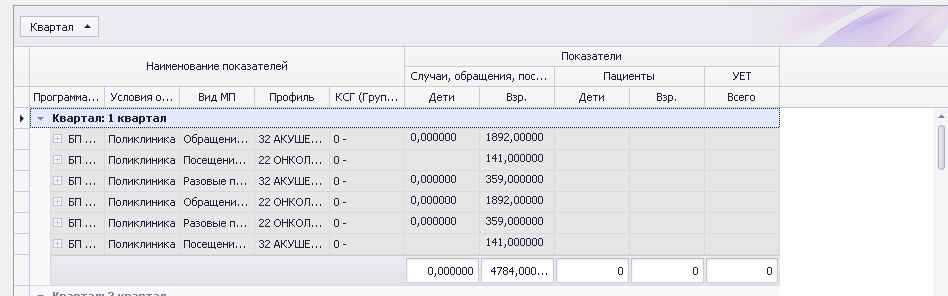 Квартал
Наименование показателей Показатели
Случаи, обращения, пос... Пациенты УЕТ
Программа... Условия о... Вид МП Профиль КСГ (Груп... Дети Взр. Дети Взр. Всего
Квартал: 1 квартал
БП ... Поликлиника Обращени... 32 АКУШЕ... 0 - 0,000000 1892,00000
БП ... Поликлиника Посещени... 22 ОНКОЛ... 0 - 141,000000
БП ... Поликлиника Разовые п... 32 АКУШЕ... 0 - 0,000000 359,000000
БП ... Поликлиника Обращени... 22 ОНКОЛ... 0 - 0,000000 1892,00000
БП ... Поликлиника Разовые п... 22 ОНКОЛ... 0 - 0,000000 359,000000
БП ... Поликлиника Посещени... 32 АКУШЕ... 0 - 141,000000
0,000000 4784,000... 0 0 0
Квартал: 2 квартал